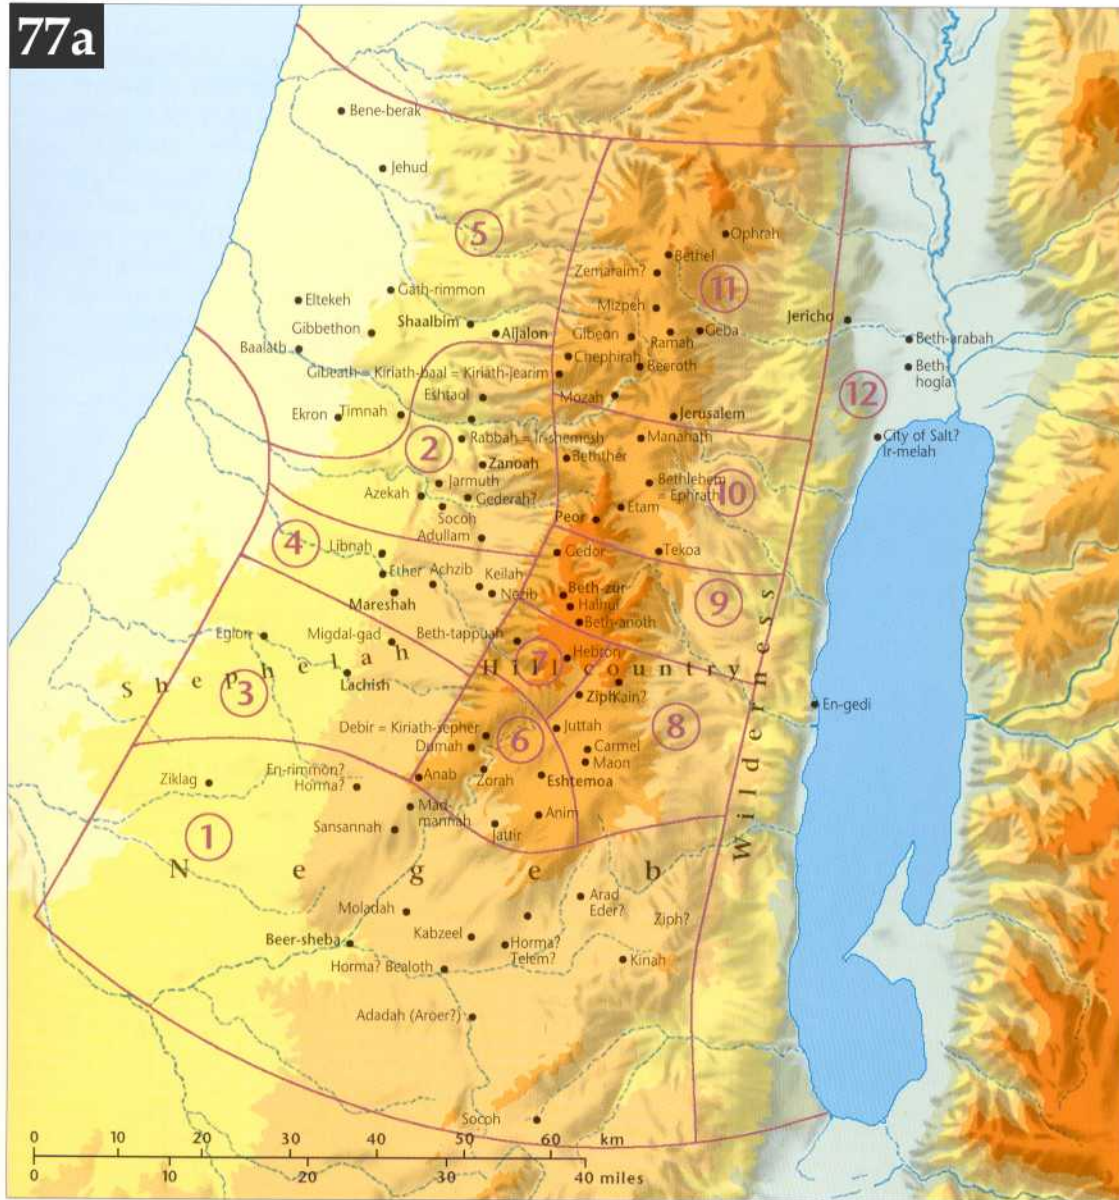 77a
Bene-berak
Jehud
5
Ophrah
Bethel
Zemaraim?
11
Gath-rimmon
Eltekeh
Mizpeh
Shaalbim
Jericho
Gibbethon
Aijalon
Gibeon
Ramah
Geba
Beth-arabah
Baalath
Chephirah
Beeroth
Beth-
hogla
Gibeath = Kiriath-baal = Kiriath-jearim
12
Eshtaol
Mozah
Ekron
Timnah
Jerusalem
2
Rabbah = Ir-shemesh
Manahath
City of Salt?
Ir-melah
Bethther
Zanoah
Jarmuth
Bethlehem
= Ephrath
10
Azekah
Gederah?
Socoh
Etam
Adullam
Peor
4
Libnah
Gedor
Tekoa
Ether
Achzib
Keilah
Nezib
Beth-zur
Mareshah
Halhul
9
Beth-anoth
Eglon
Migdal-gad
Beth-tappuah
Hebron
7
Shephelah
Hill country
Wilderness
Lachish
3
Ziph
Kain?
En-gedi
Debir = Kiriath-sepher
6
Juttah
8
Dumah
Carmel
Maon
En-rimmon?
Horma?
Ziklag
Anab
Zorah
Eshtemoa
Mad-
mannah
Anim
Sansannah
Jattir
1
Negeb
Arad
Eder?
Moladah
Ziph?
Kabzeel
Beer-sheba
Horma?
Telem?
Horma? Bealoth
Kinah
Adadah (Aroer?)
Socoh
0 10 20 30 40 50 60 km
0 20 40 miles